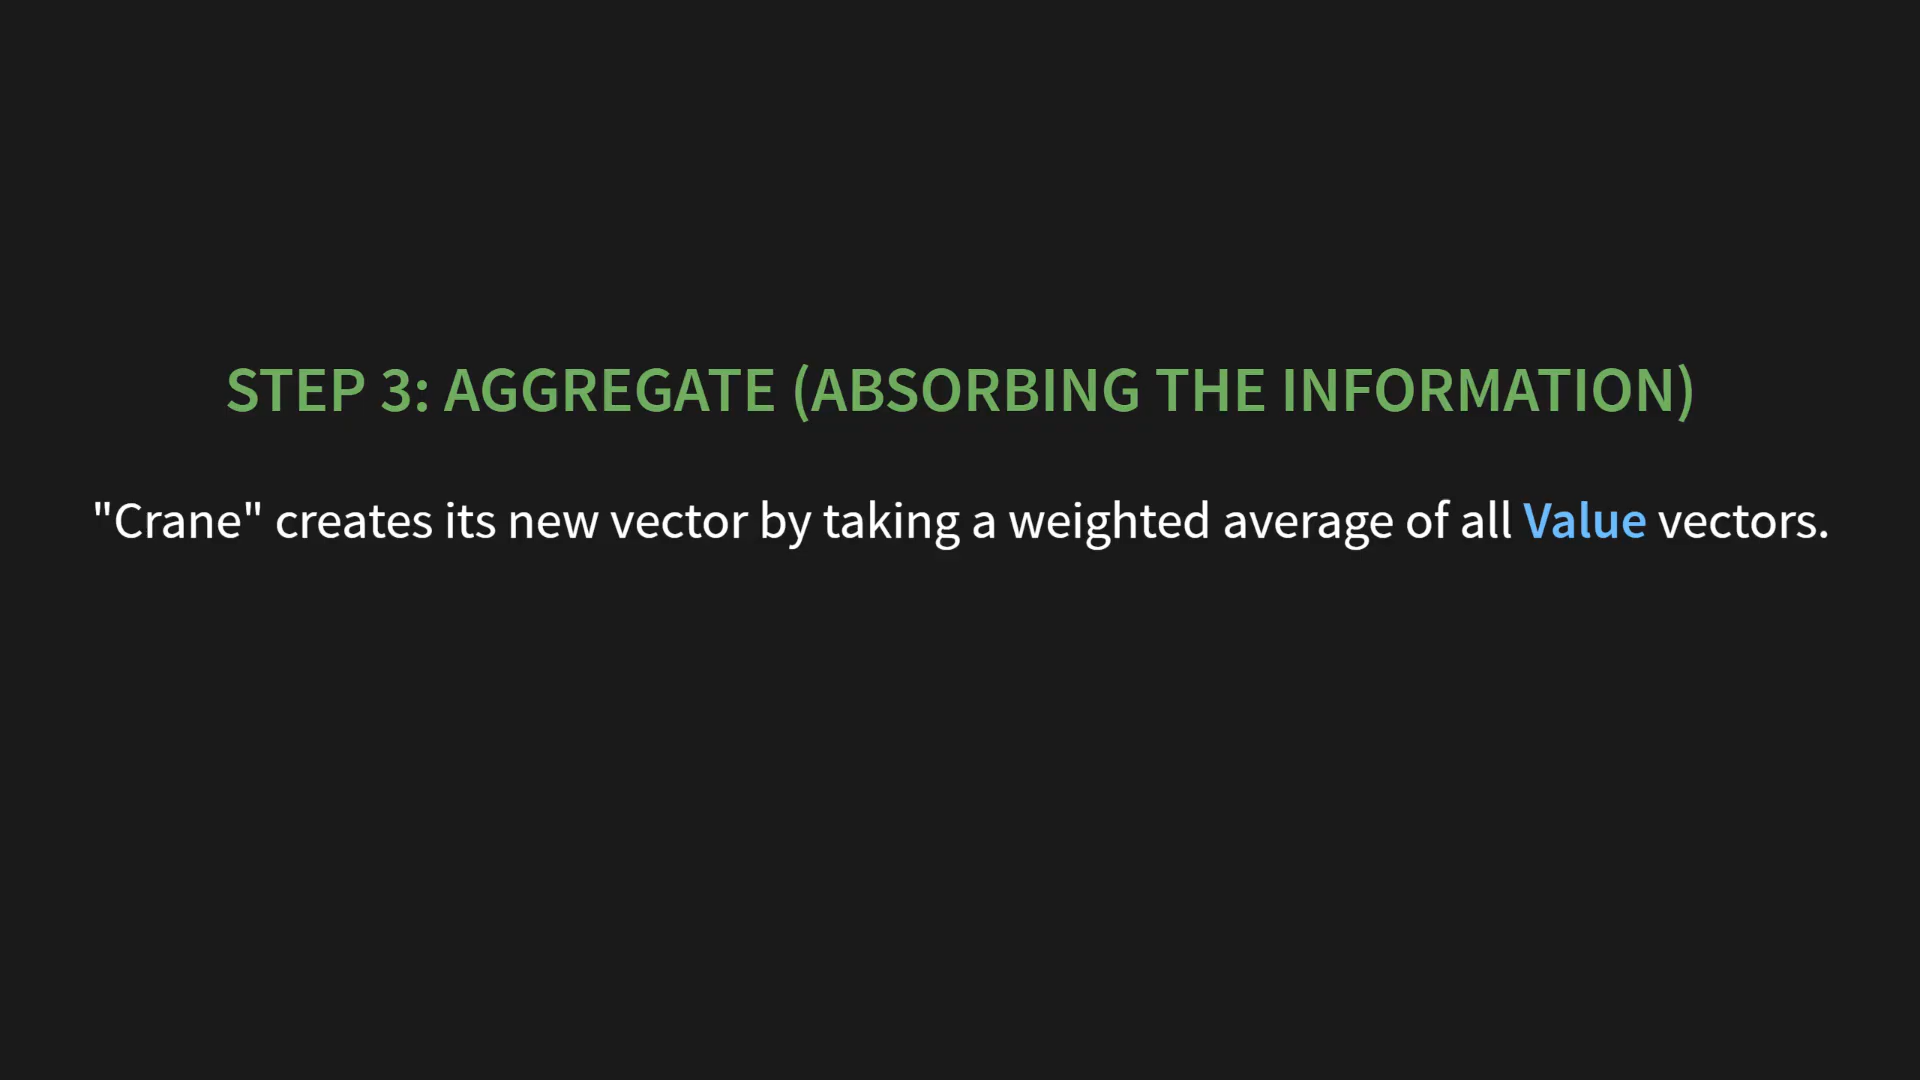 STEP 3: AGGREGATE (ABSORBING THE INFORMATION)
"Crane" creates its new vector by taking a weighted average of all Value vectors.